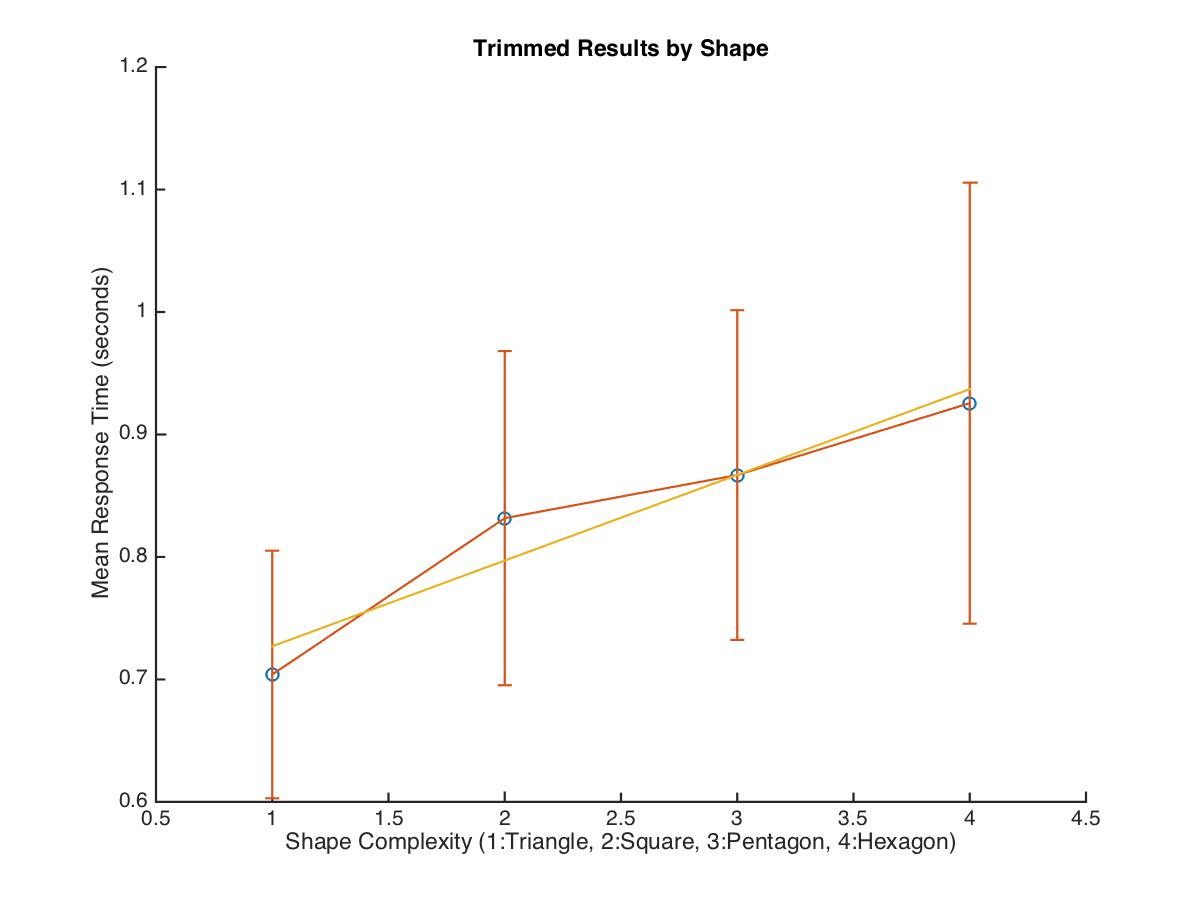 Trimmed Results by Shape
1.2
1.1
1
0.9
0.8
0.7
0.6
Mean Response Time (seconds)
0.5 1 1.5 2 2.5 3 3.5 4 4.5
Shape Complexity (1:Triangle, 2:Square, 3:Pentagon, 4:Hexagon)